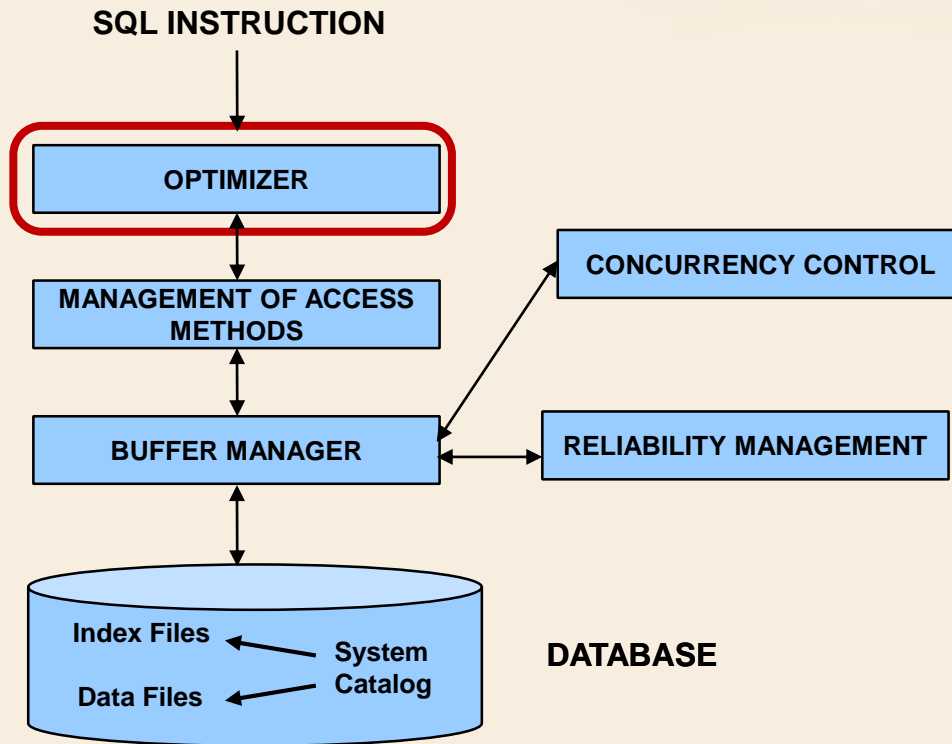 SQL INSTRUCTION
OPTIMIZER
MANAGEMENT OF ACCESS
METHODS
CONCURRENCY CONTROL
BUFFER MANAGER
RELIABILITY MANAGEMENT
Index Files
System
Catalog
Data Files
DATABASE